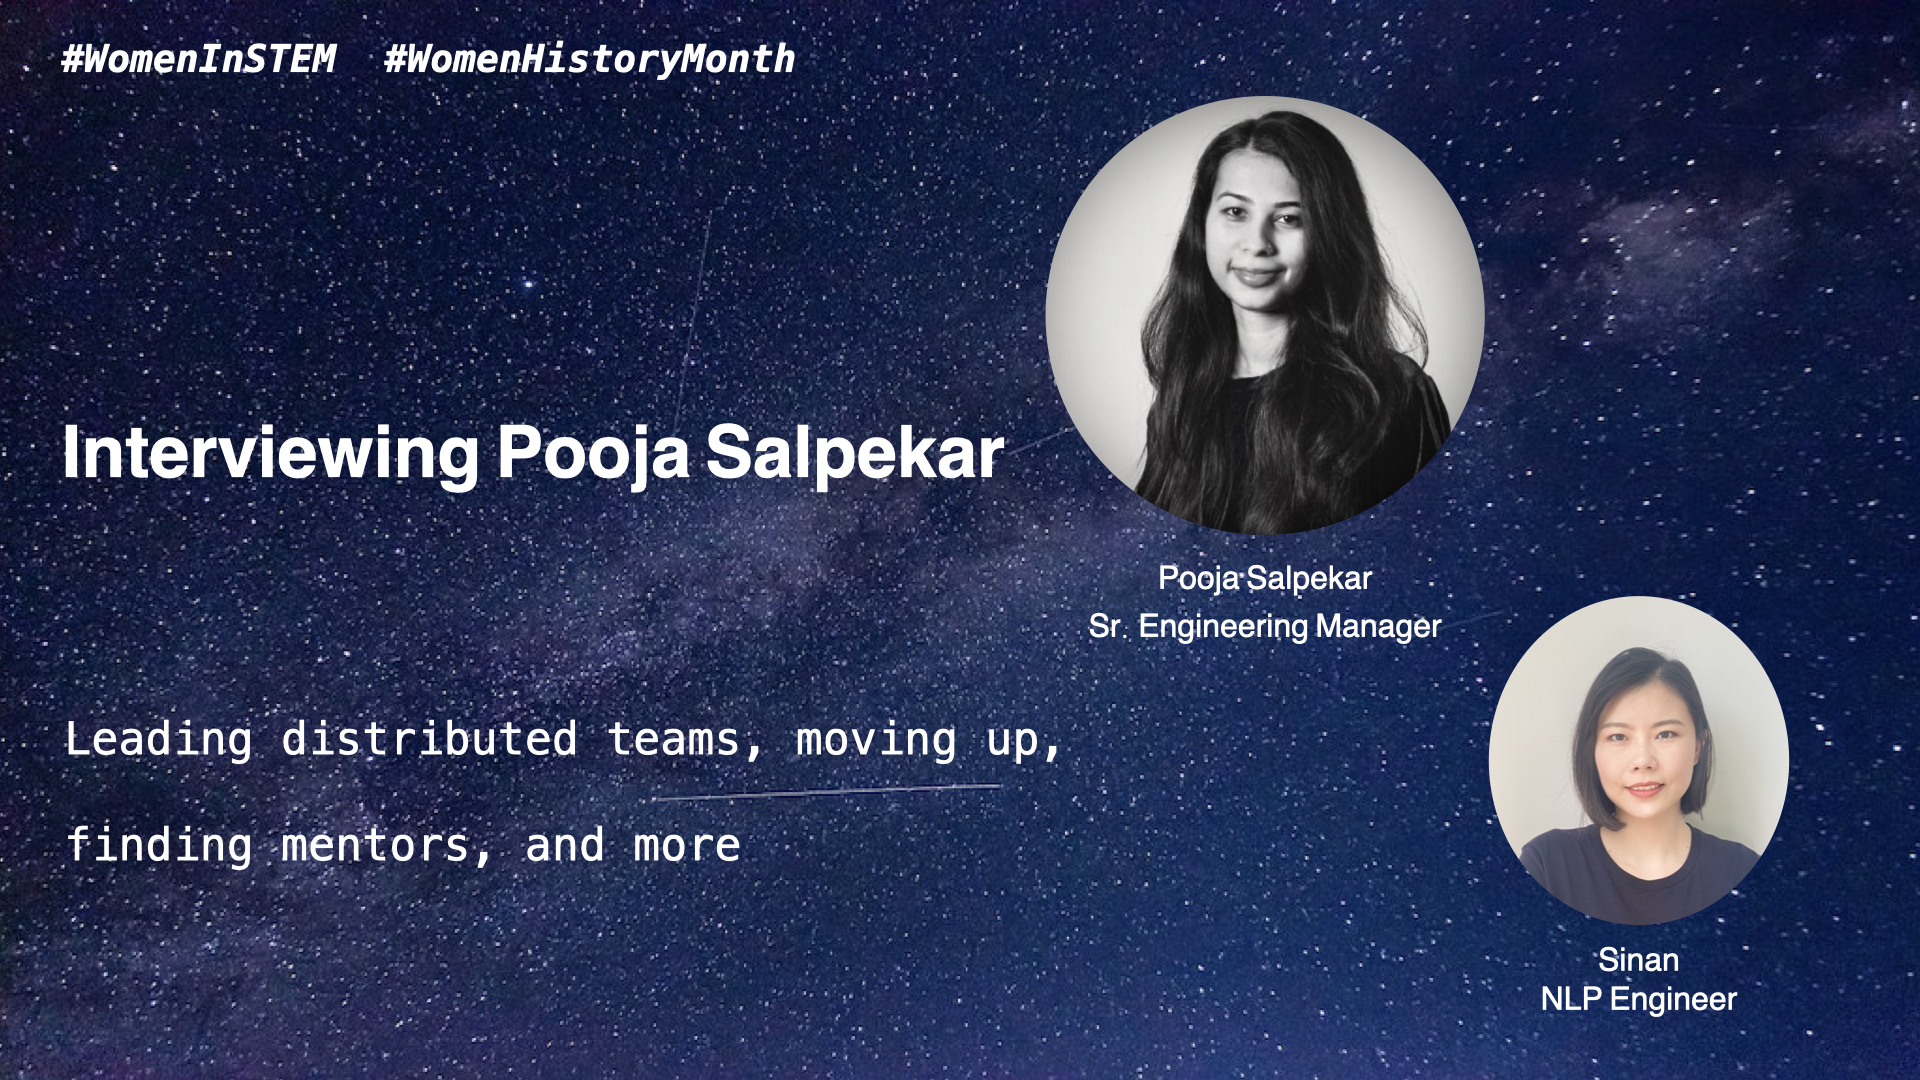 #WomenInSTEM #WomenHistoryMonth
Interviewing Pooja Salpekar
Pooja Salpekar
Sr. Engineering Manager
Leading distributed teams, moving up,
finding mentors, and more
Sinan
NLP Engineer